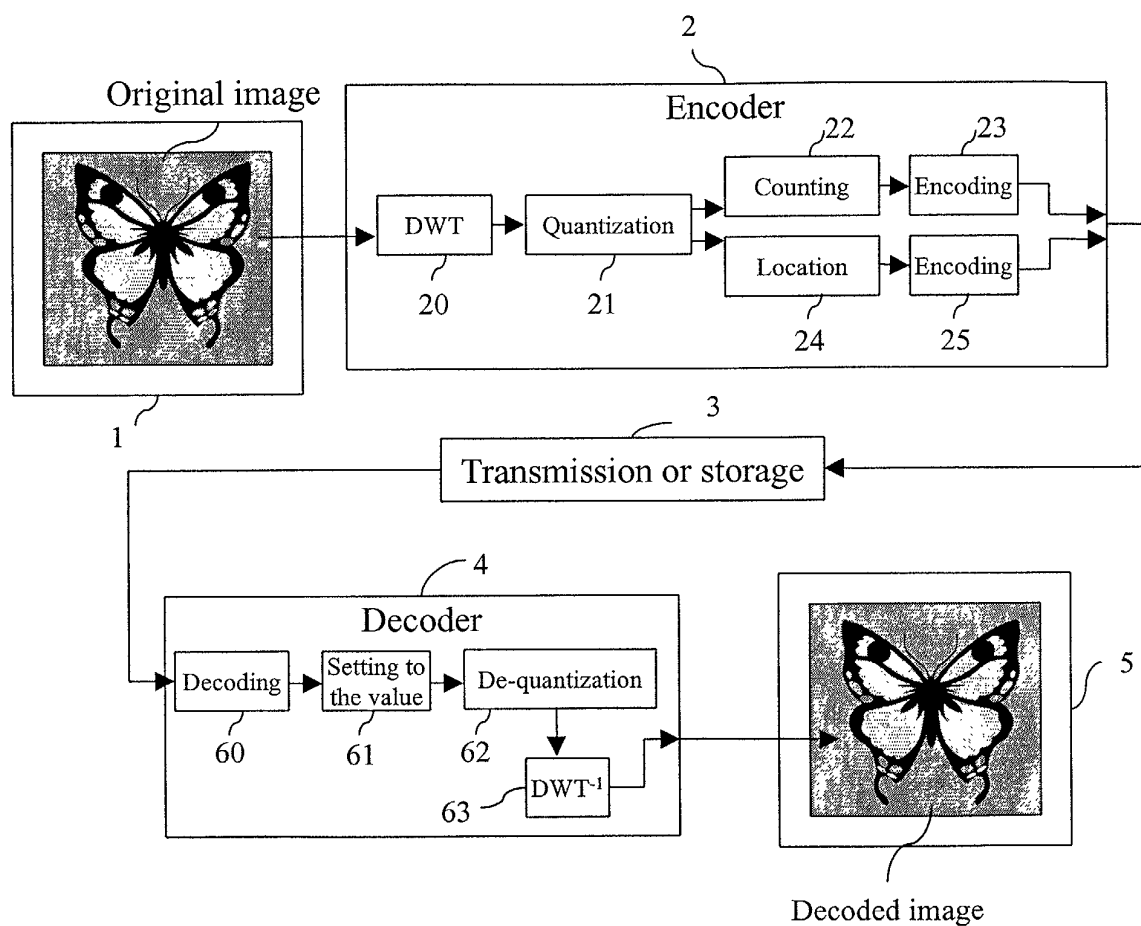 2
Original image
Encoder
22
23
Counting
Encoding
DWT
Quantization
Location
Encoding
20
21
24
25
1
3
Transmission or storage
4
Decoder
Decoding
Setting to
the value
De-quantization
5
60
61
62
63
DWT-1
Decoded image